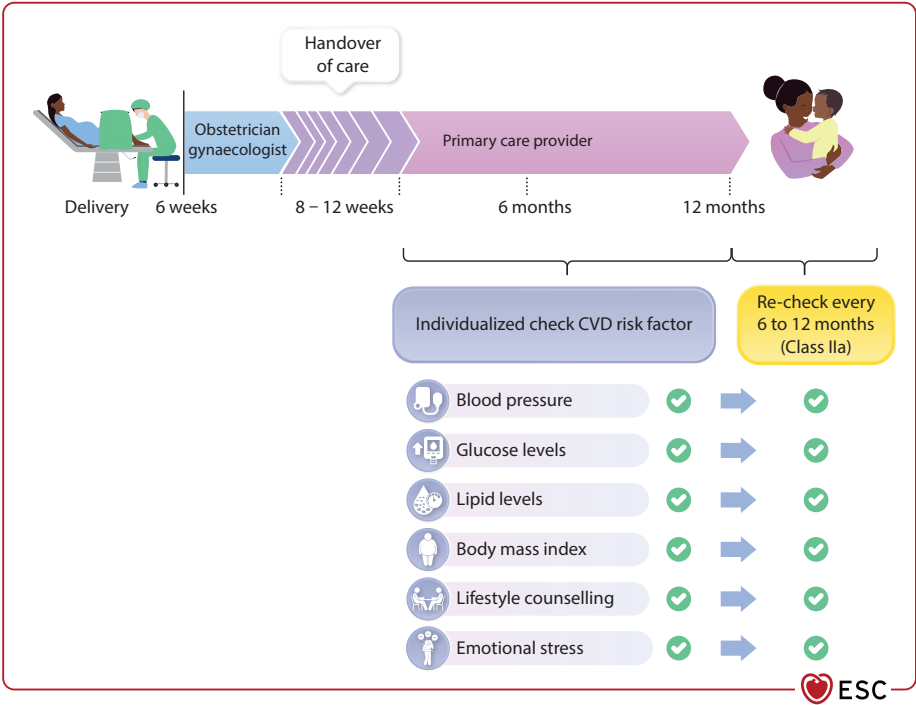 Handover
of care
Obstetrician
gynaecologist
Primary care provider
Delivery
6 weeks
8 – 12 weeks
6 months
12 months
Individualized check CVD risk factor
Re-check every
6 to 12 months
(Class IIa)
Blood pressure
Glucose levels
Lipid levels
Body mass index
Lifestyle counselling
Emotional stress
ESC